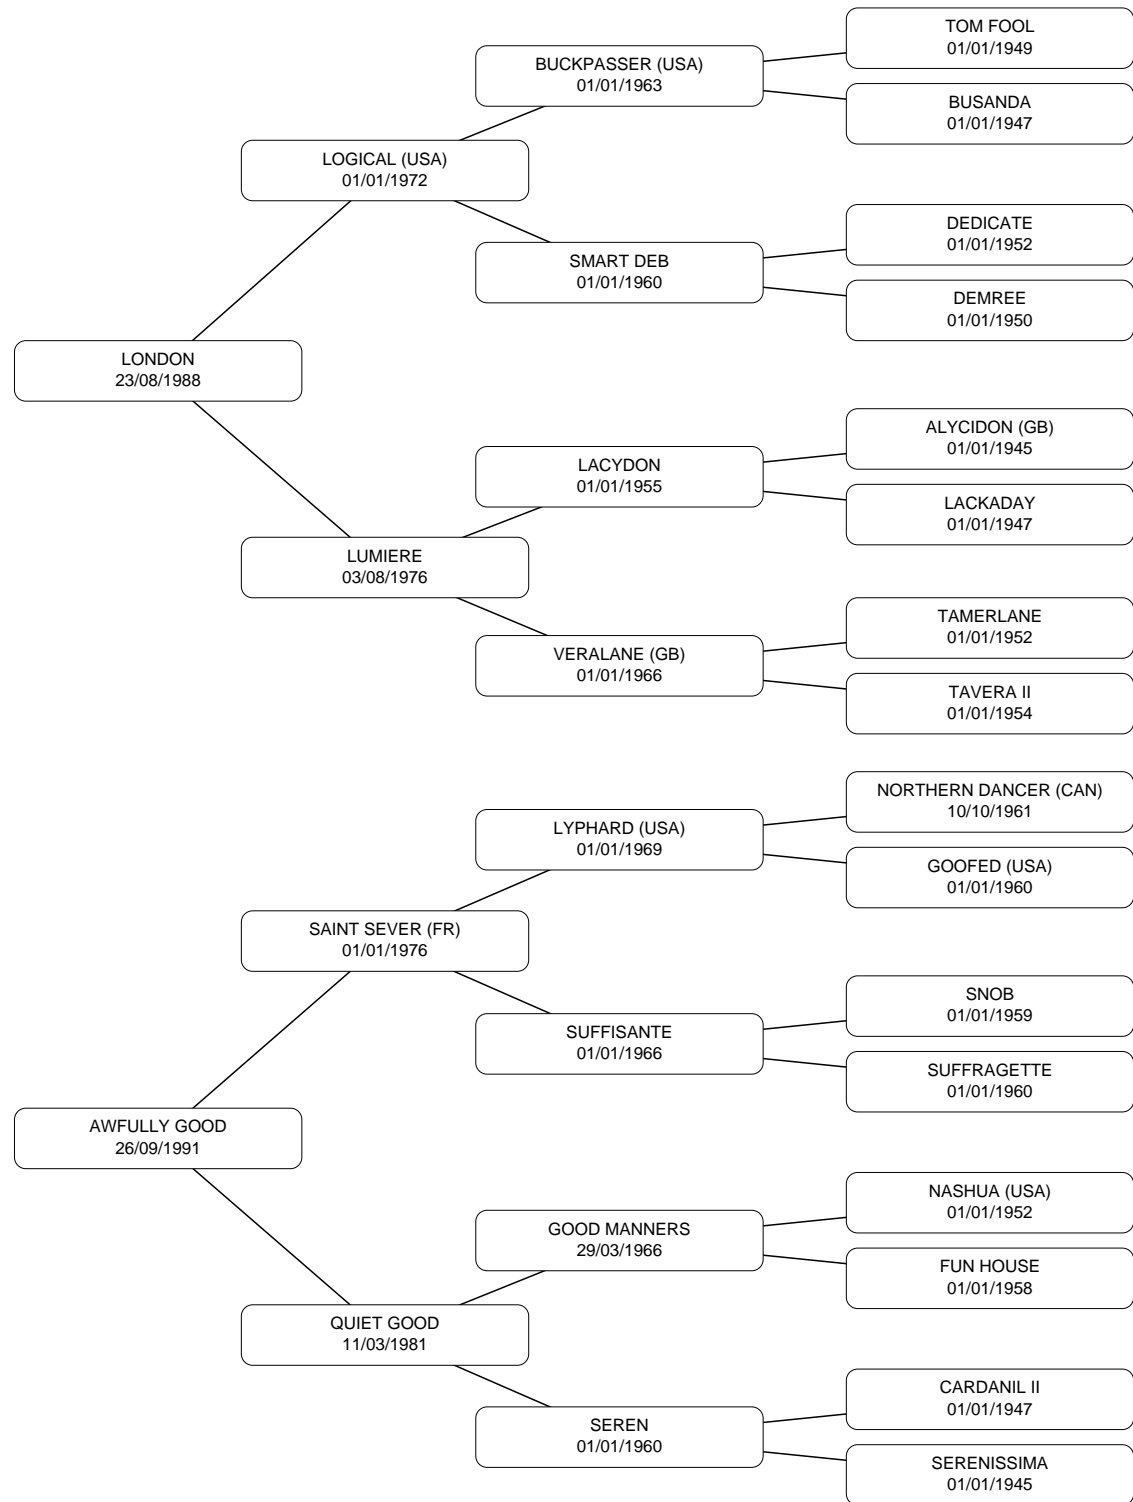 TOM FOOL
01/01/1949
BUCKPASSER (USA)
01/01/1963
BUSANDA
01/01/1947
LOGICAL (USA)
01/01/1972
DEDICATE
01/01/1952
SMART DEB
01/01/1960
DEMREE
01/01/1950
LONDON
23/08/1988
ALYCIDON (GB)
01/01/1945
LACYDON
01/01/1955
LACKADAY
01/01/1947
LUMIERE
03/08/1976
TAMERLANE
01/01/1952
VERALANE (GB)
01/01/1966
TAVERA II
01/01/1954
NORTHERN DANCER (CAN)
10/10/1961
LYPHARD (USA)
01/01/1969
GOOFED (USA)
01/01/1960
SAINT SEVER (FR)
01/01/1976
SNOB
01/01/1959
SUFFISANTE
01/01/1966
SUFFRAGETTE
01/01/1960
AWFULLY GOOD
26/09/1991
NASHUA (USA)
01/01/1952
GOOD MANNERS
29/03/1966
FUN HOUSE
01/01/1958
QUIET GOOD
11/03/1981
CARDANIL II
01/01/1947
SEREN
01/01/1960
SERENISSIMA
01/01/1945